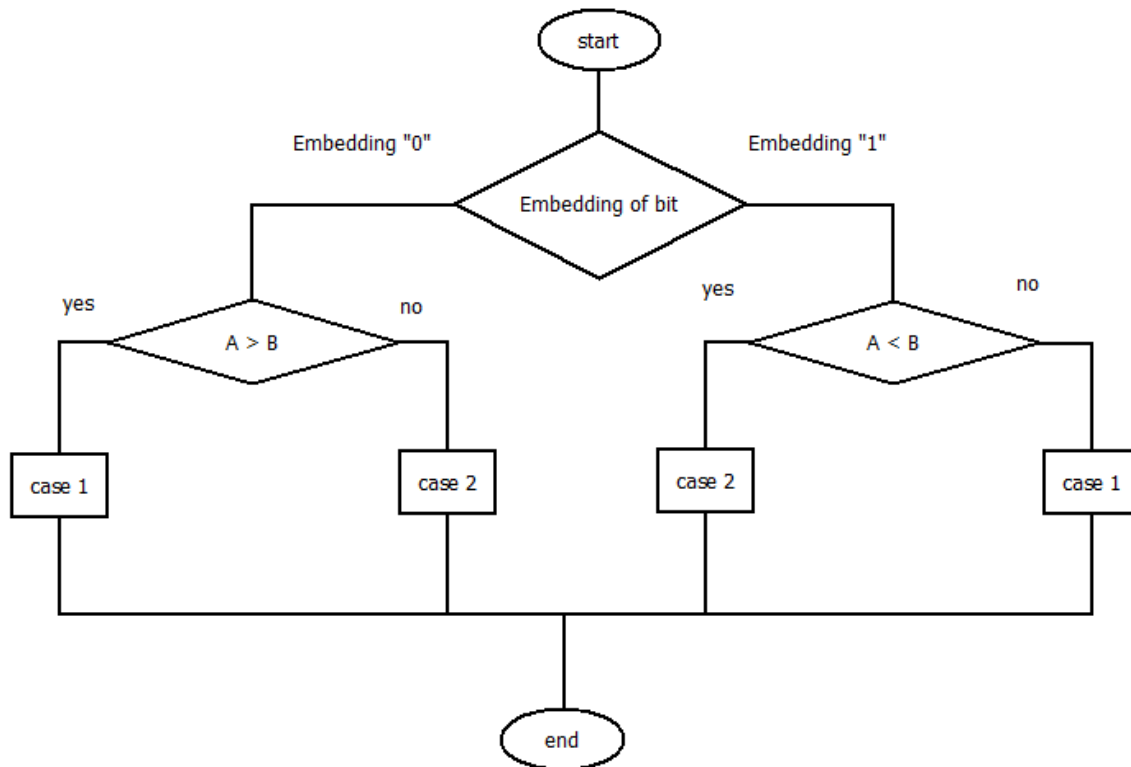 start
Embedding "0"
Embedding "1"
Embedding of bit
yes
no
yes
no
A > B
A < B
case 1
case 2
case 2
case 1
end